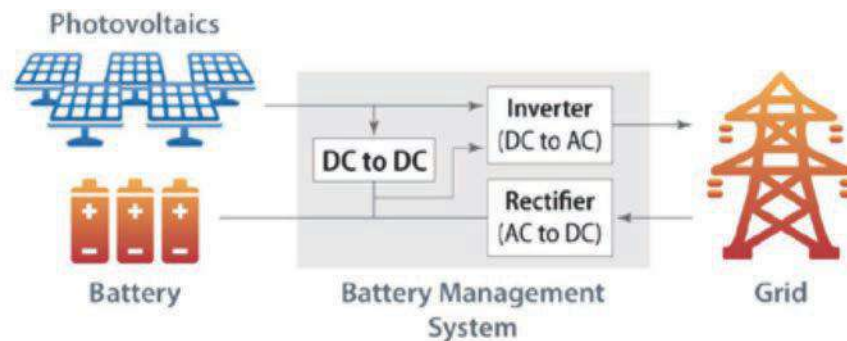 Photovoltaics
Inverter
(DC to AC)
DC to DC
Rectifier
(AC to DC)
Battery
Battery Management
System
Grid